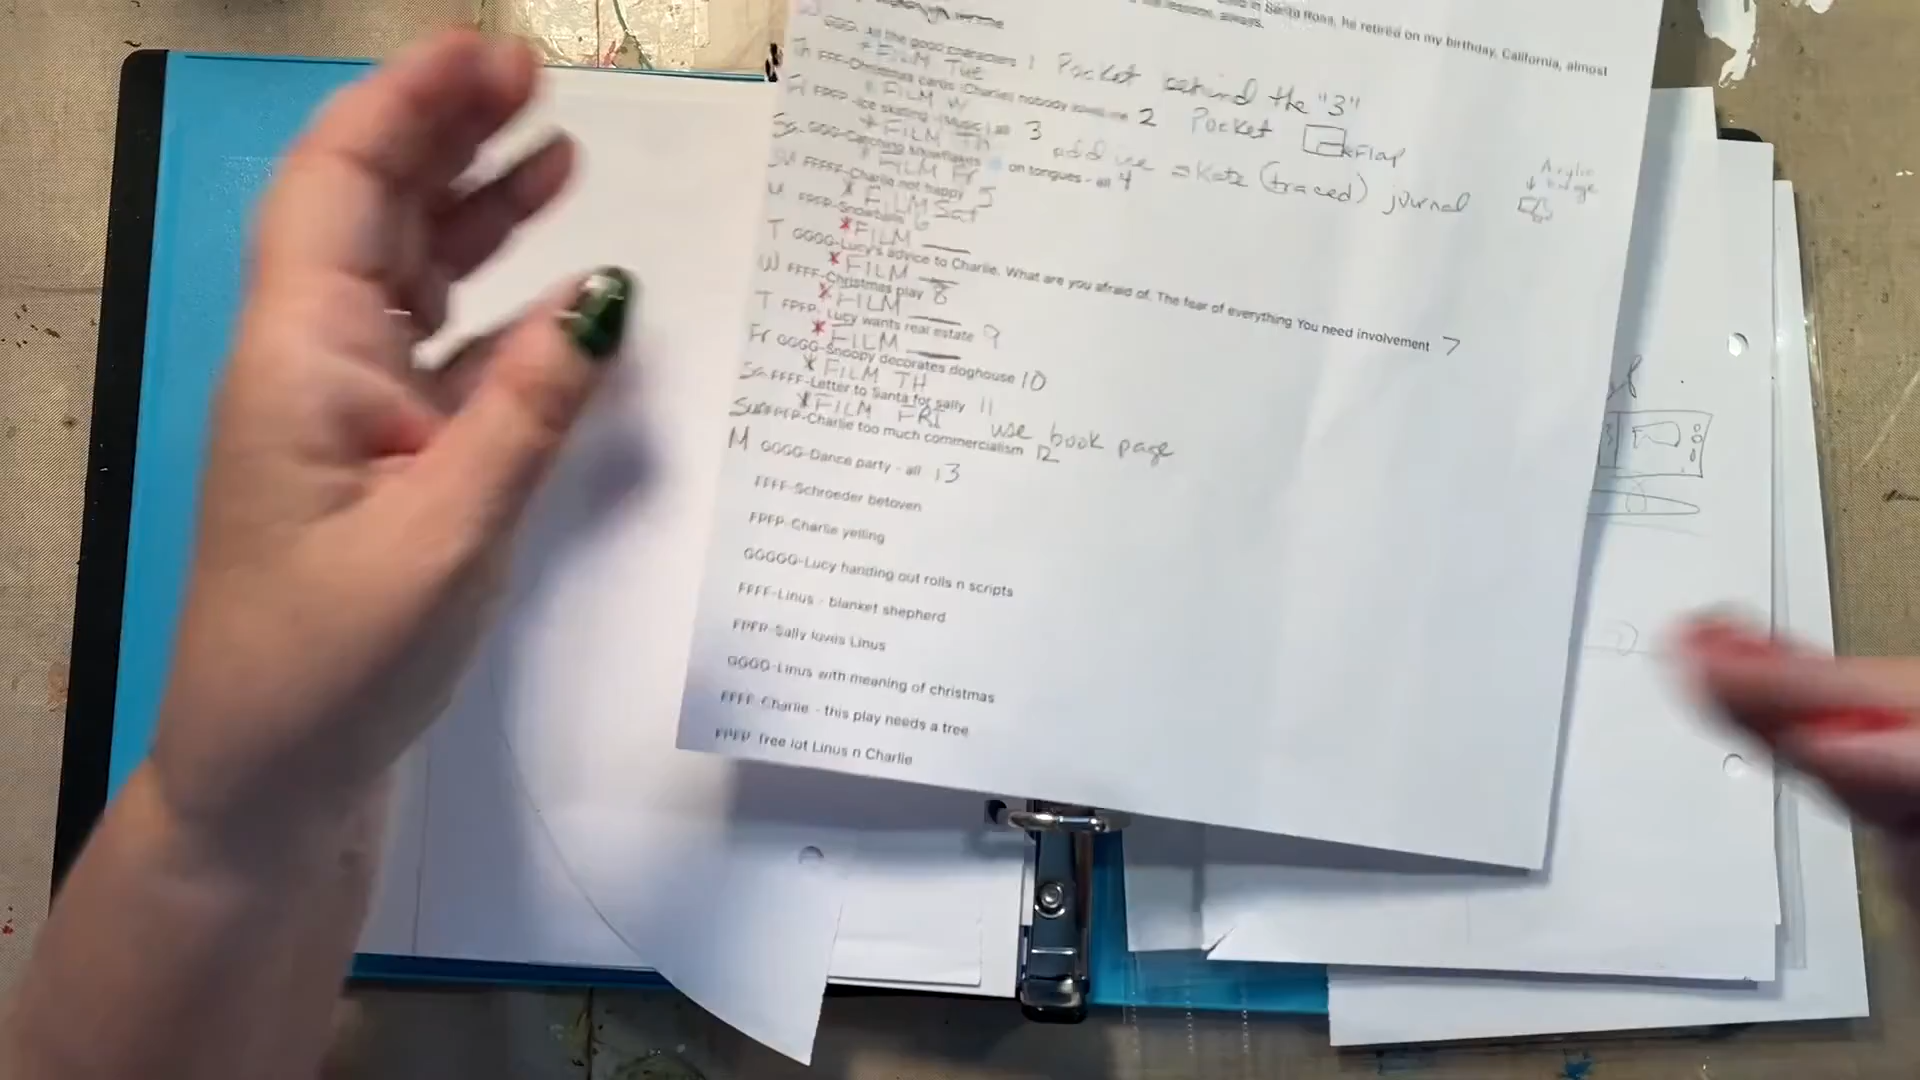 in Santa Rosa, he retired on my birthday, California, almost
lessons, always.
GGG- All the good characters 1 Pocket behind the "3"
*FILM Tue
Th FFF-Christmas cards (Charlie) nobody 2 Pocket Flap
* FILM W
FPFP-Ice skating (Music) all 3 add ice skate (traced) journal
* FILM Th
Sa GGG-Catching snowflakes on tongues - all 4
Acrylic
* FILM Fr
SU FFFFF-Charlie not happy 5
* FILM Sat
M FPFP-Snowballs 6
*FILM
T GGGG-Lucy's advice to Charlie. What are you afraid of. The fear of everything You need involvement 7
*FILM
W FFFF-Christmas play 8
*FILM
T FPFP- Lucy wants real estate 9
*FILM
Fr GGGG-Snoopy decorates doghouse 10
*FILM TH
Sa FFFF-Letter to Santa for sally 11
*FILM FRI use book page
Sun FPFP-Charlie too much commercialism 12
M GGGG-Dance party - all 13
FFFF-Schroeder betoven
FPFP-Charlie yelling
GGGGG-Lucy handing out rolls n scripts
FFFF-Linus - blanket shepherd
FPFP-Sally loves Linus
GGGG-Linus with meaning of christmas
FFFF-Charlie - this play needs a tree
FPFP- Tree lot Linus n Charlie